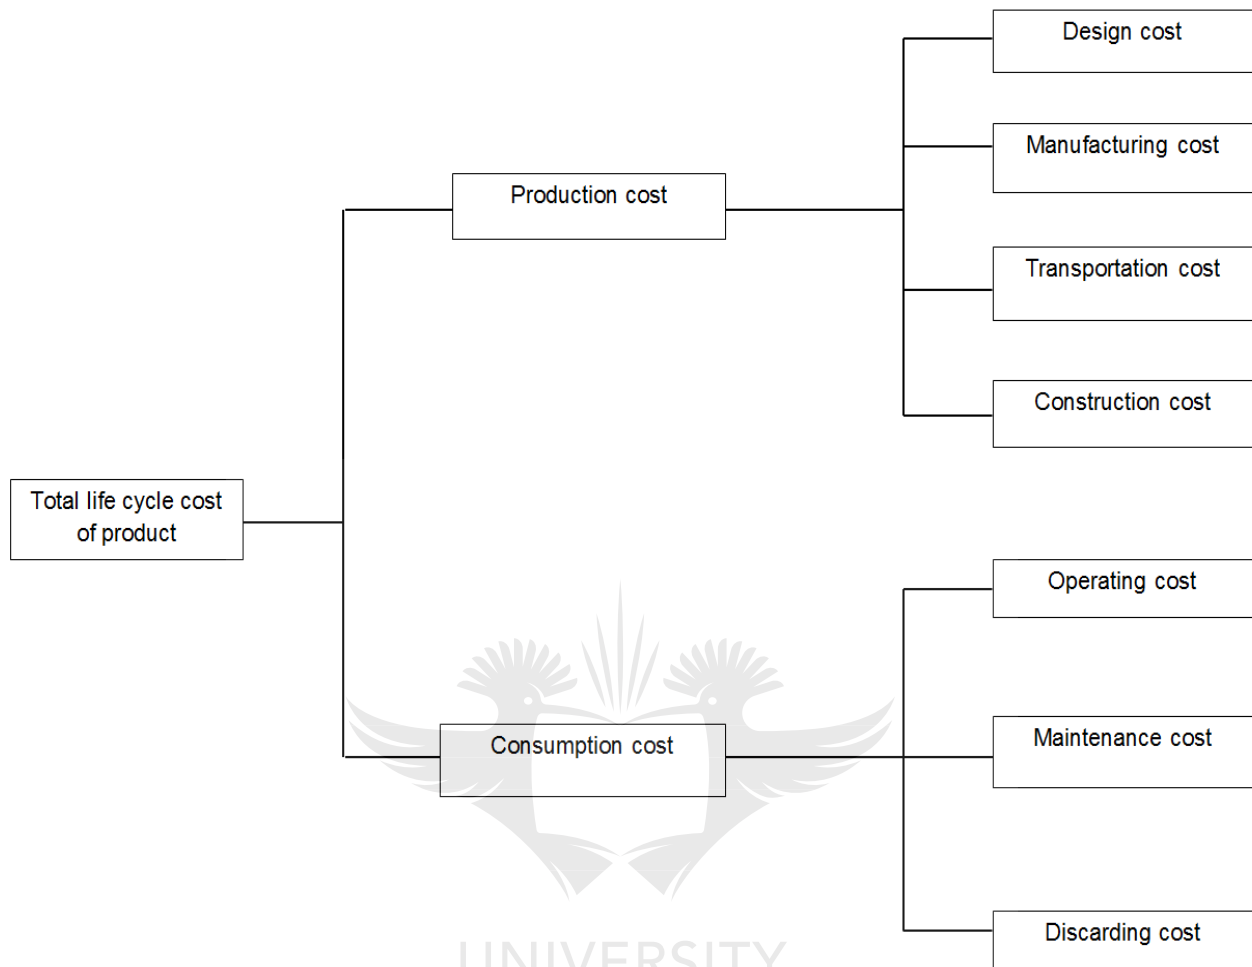 Design cost
Manufacturing cost
Production cost
Transportation cost
Construction cost
Total life cycle cost
of product
Operating cost
Consumption cost
Maintenance cost
Discarding cost
UNIVERSITY